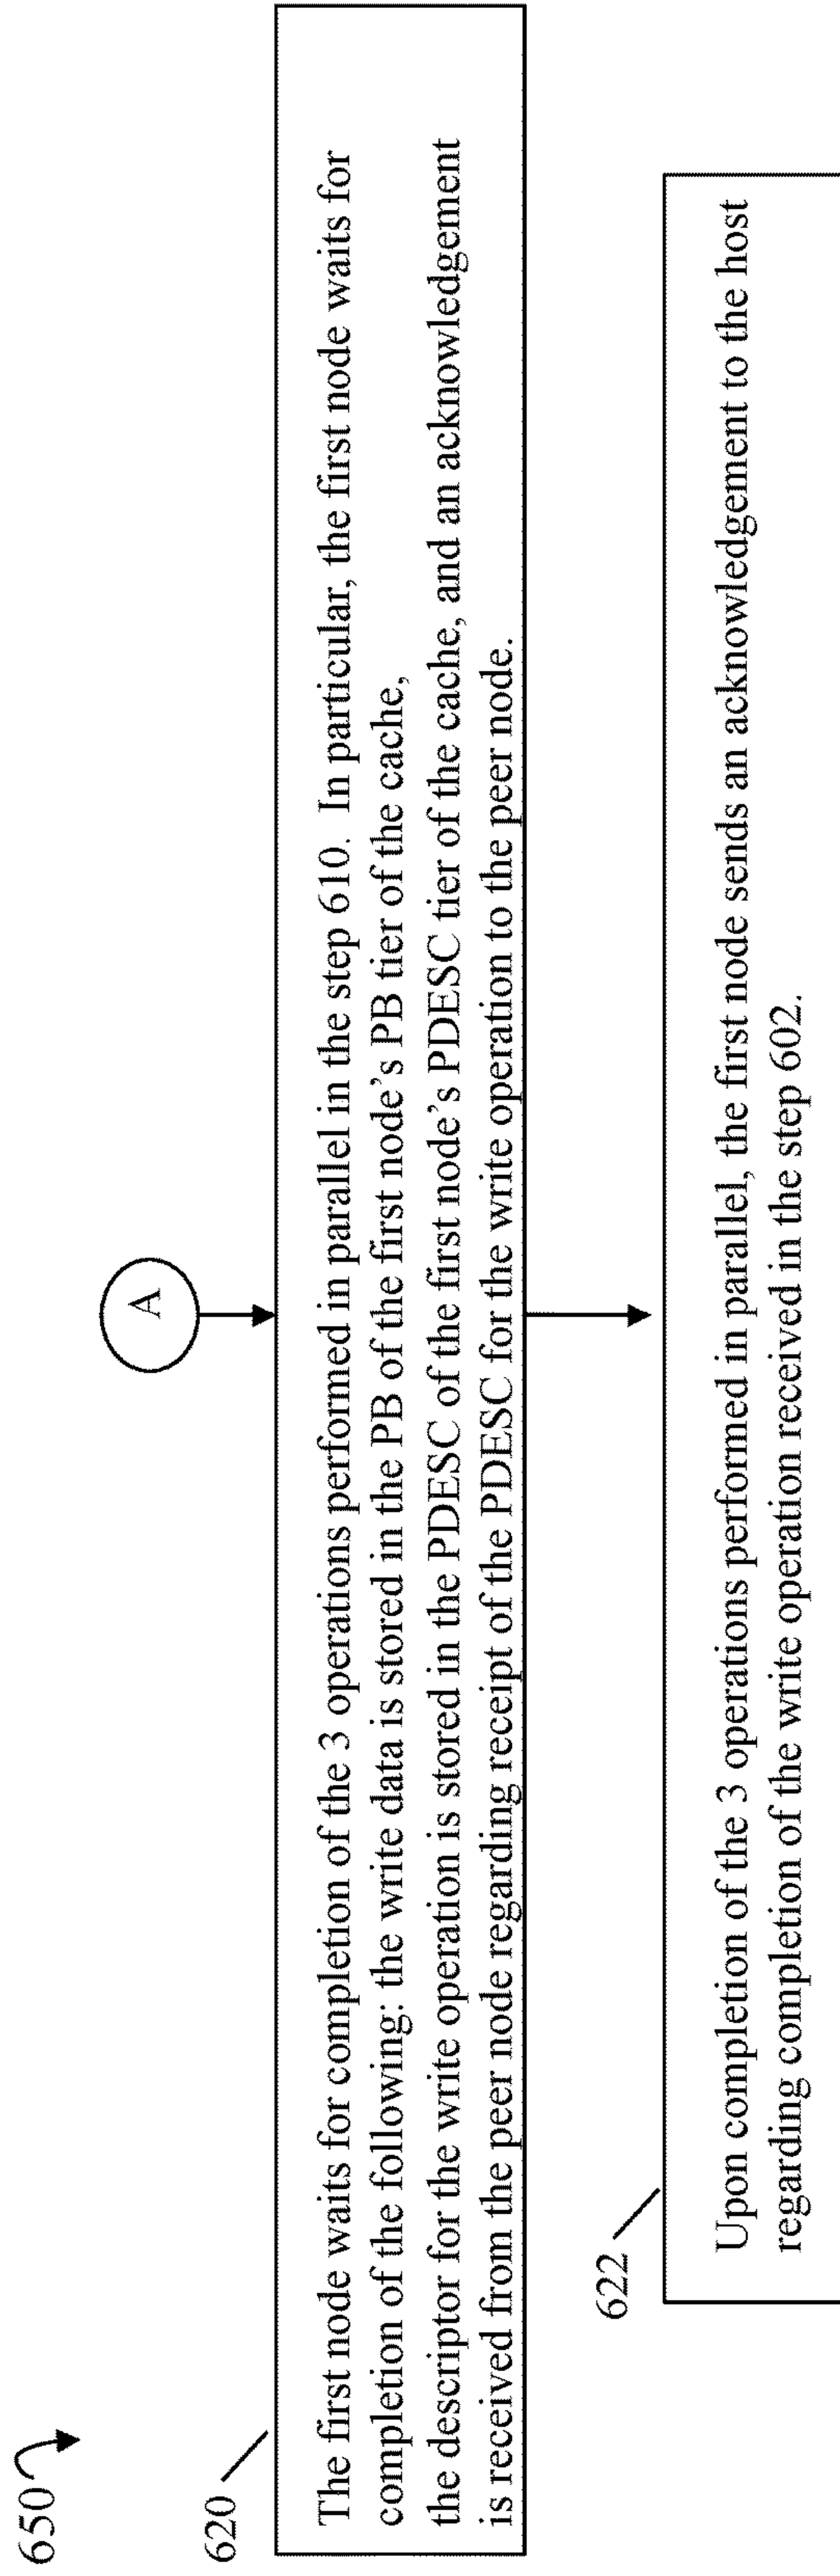 650
A
620
The first node waits for completion of the 3 operations performed in parallel in the step 610. In particular, the first node waits for
completion of the following: the write data is stored in the PB of the first node's PB tier of the cache,
the descriptor for the write operation is stored in the PDESC of the first node's PDESC tier of the cache, and an acknowledgement
is received from the peer node regarding receipt of the PDESC for the write operation to the peer node.
622
Upon completion of the 3 operations performed in parallel, the first node sends an acknowledgement to the host
regarding completion of the write operation received in the step 602.